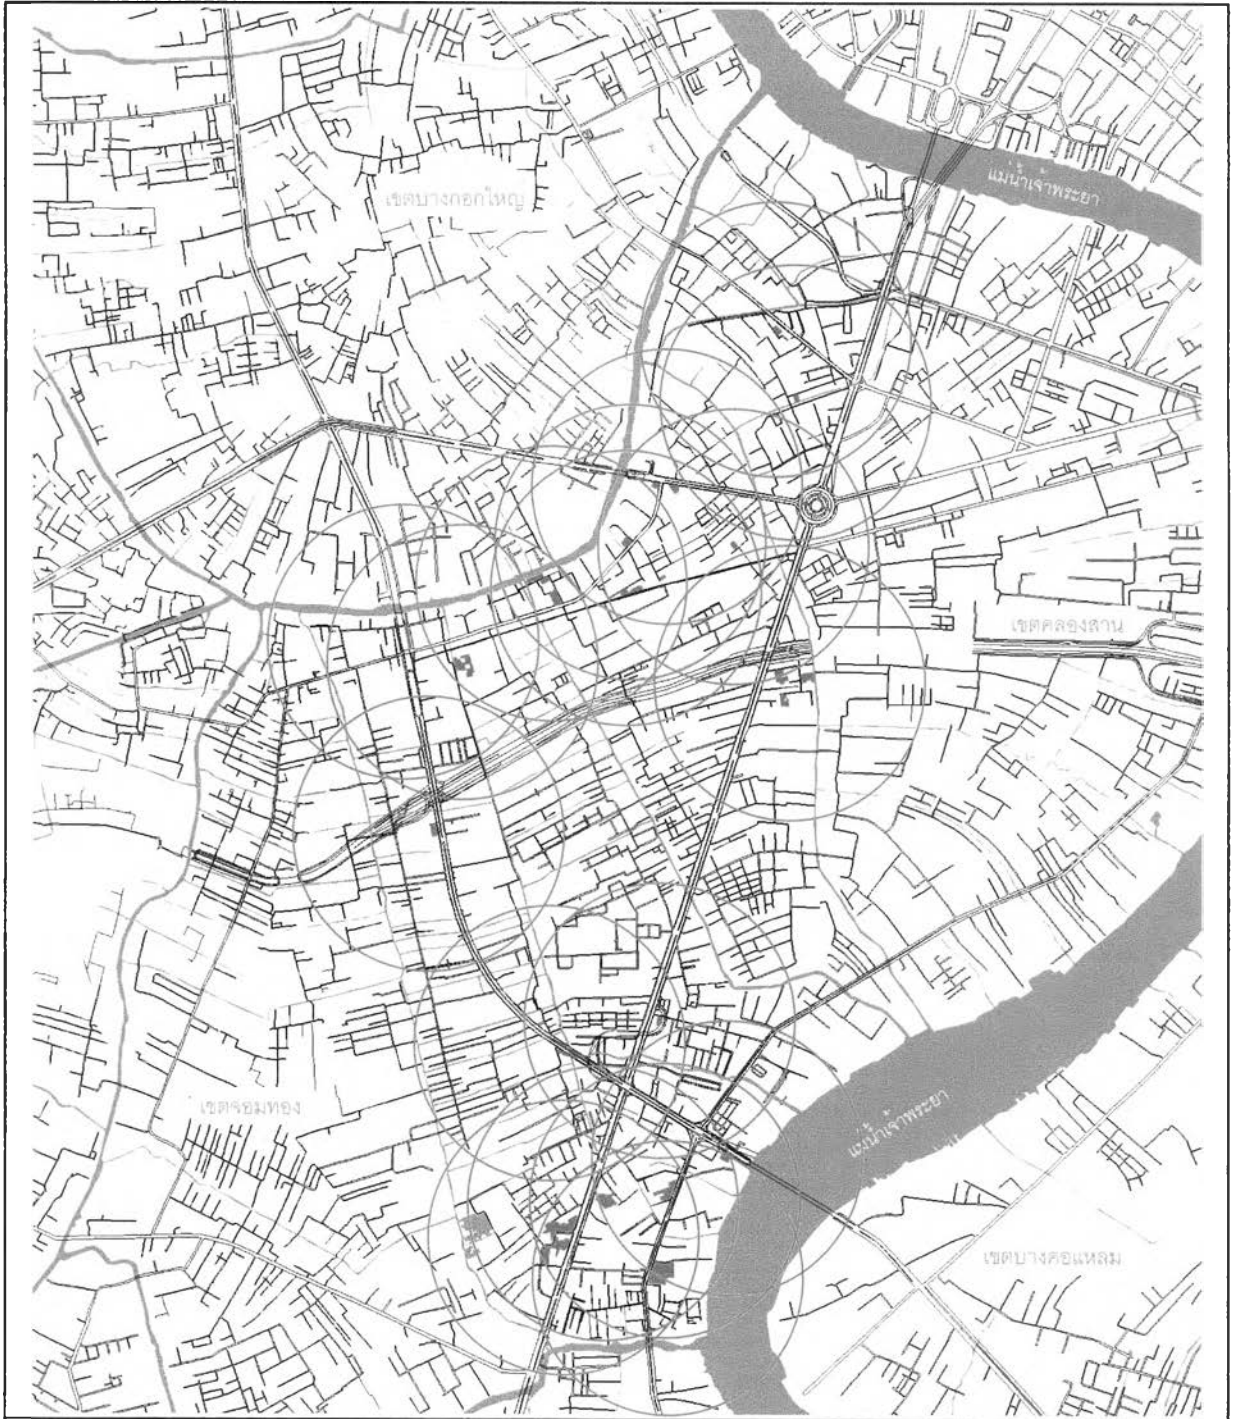 แม่น้ำเจ้าพระยา
เขตบางกอกใหญ่
เขตคลองสาน
เขตจอมทอง
แม่น้ำเจ้าพระยา
เขตบางคอแหลม